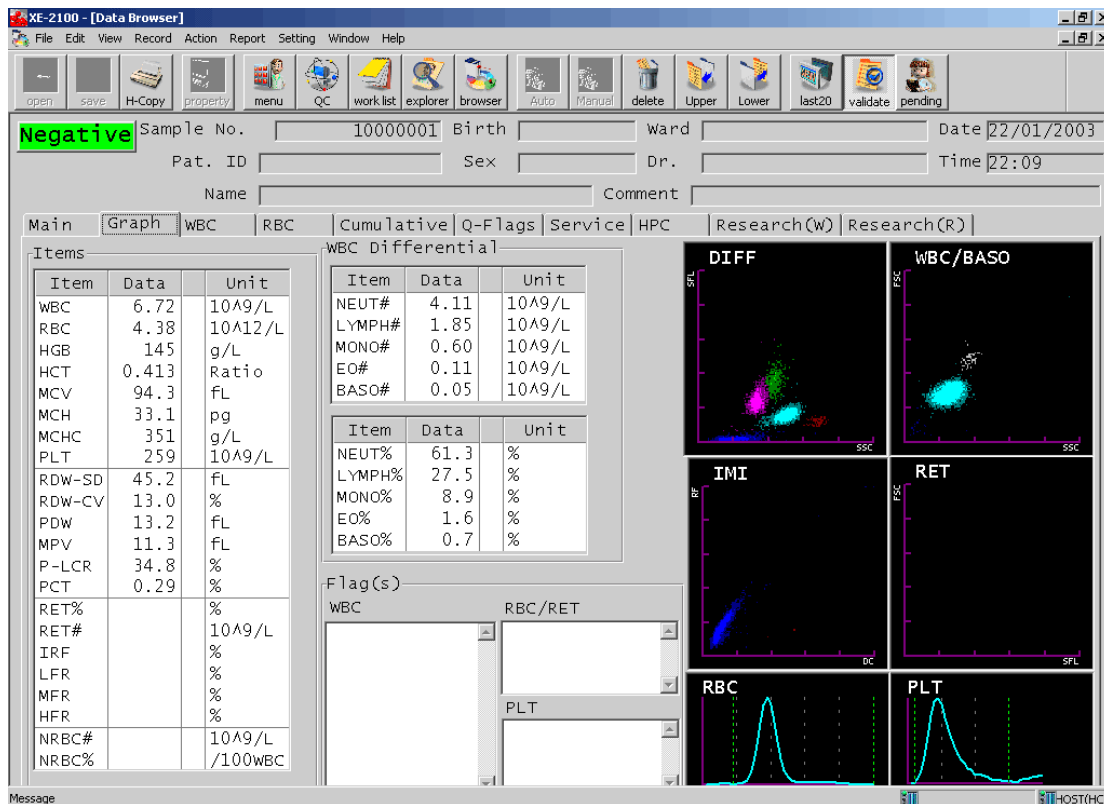 XE-2100 - [Data Browser]
File Edit View Record Action Report Setting Window Help
open save H-Copy property menu QC work list explorer browser Auto Manual delete Upper Lower last20 validate pending
Negative Sample No. 10000001 Birth Ward Date 22/01/2003
Pat. ID Sex Dr. Time 22:09
Name Comment
Main Graph WBC RBC Cumulative Q-Flags Service HPC Research(W) Research(R)
Items
Item Data Unit
WBC 6.72 10^9/L
RBC 4.38 10^12/L
HGB 145 g/L
HCT 0.413 Ratio
MCV 94.3 fL
MCH 33.1 pg
MCHC 351 g/L
PLT 259 10^9/L
RDW-SD 45.2 fL
RDW-CV 13.0 %
PDW 13.2 fL
MPV 11.3 fL
P-LCR 34.8 %
PCT 0.29 %
RET% %
RET# 10^9/L
IRF %
LFR %
MFR %
HFR %
NRBC# 10^9/L
NRBC% /100WBC
WBC Differential
Item Data Unit
NEUT# 4.11 10^9/L
LYMPH# 1.85 10^9/L
MONO# 0.60 10^9/L
EO# 0.11 10^9/L
BASO# 0.05 10^9/L
Item Data Unit
NEUT% 61.3 %
LYMPH% 27.5 %
MONO% 8.9 %
EO% 1.6 %
BASO% 0.7 %
Flag(s)
WBC RBC/RET
PLT
DIFF
SFL
SSC
WBC/BASO
FSC
SSC
IMI
RF
DC
RET
FSC
SFL
RBC
PLT
Message
HOST(HC